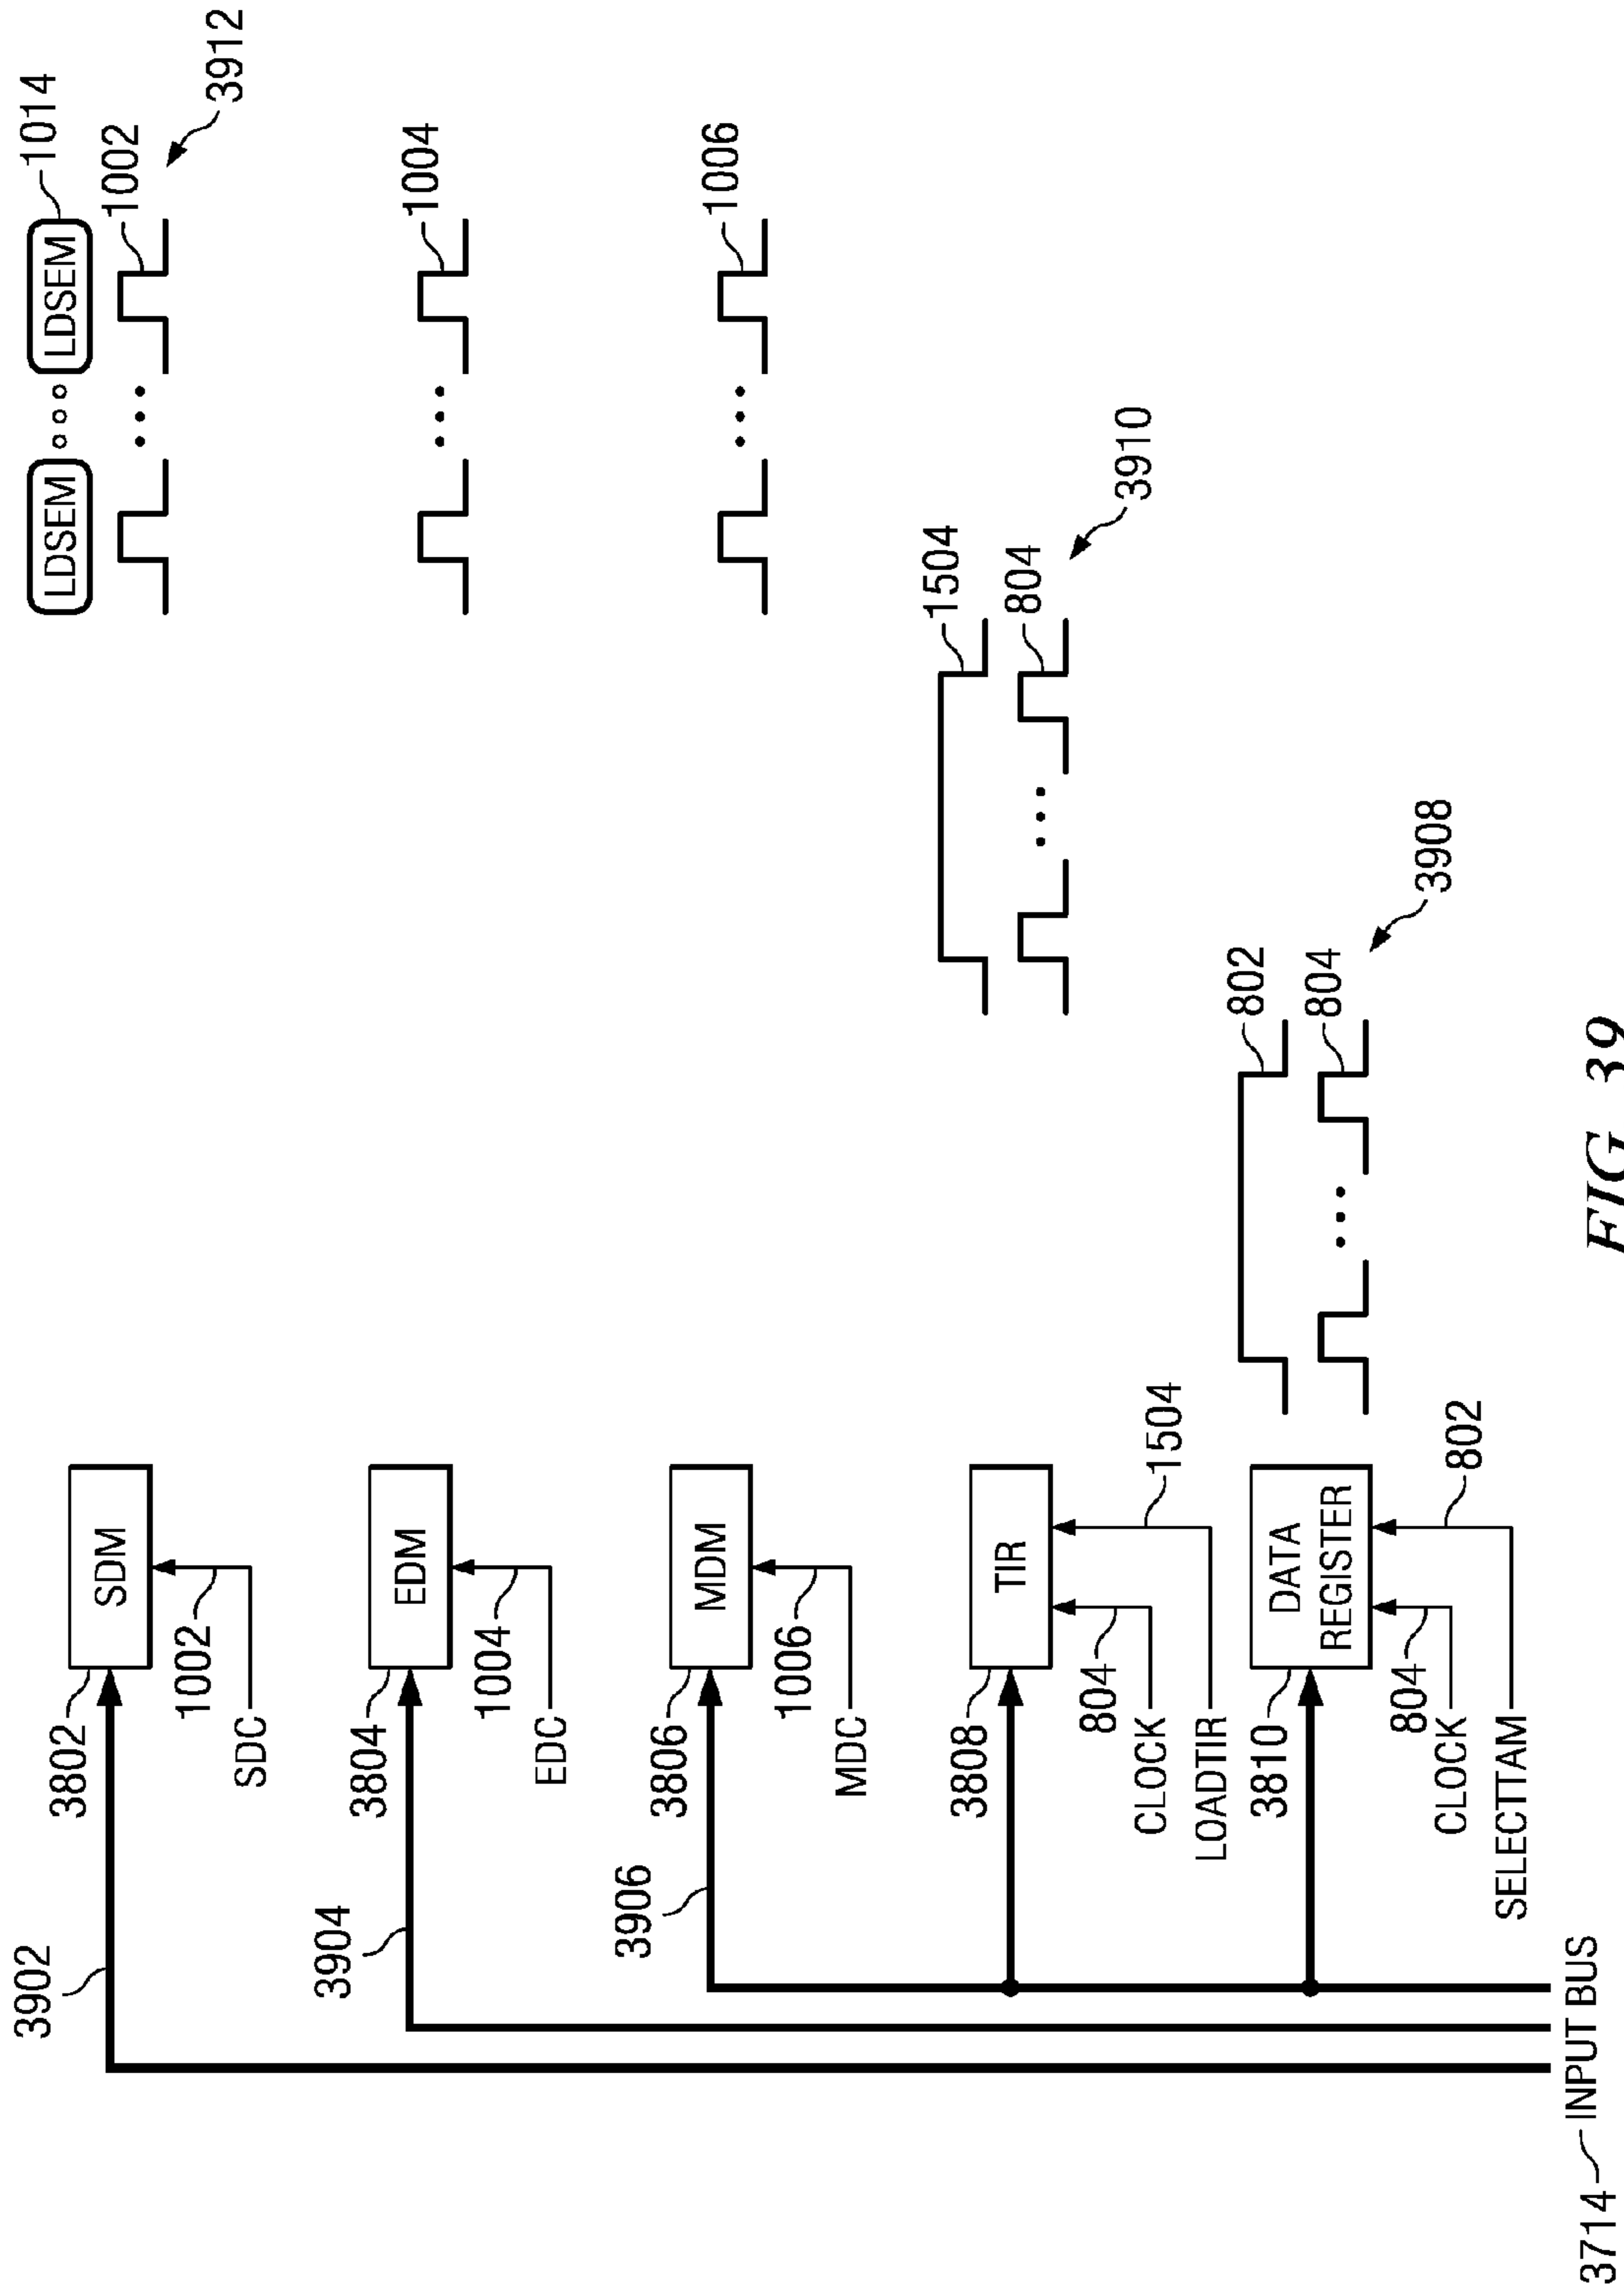 3902
3802
SDM
1002
SDC
LDSEM
LDSEM
1014
1002
3912
3904
3804
EDM
1004
EDC
1004
3906
3806
MDM
1006
MDC
1006
3808
TIR
804
CLOCK
LOADTIR
1504
1504
804
3910
3810
DATA
REGISTER
804
CLOCK
SELECTTAM
802
802
804
3908
3714
INPUT BUS
FIG. 39